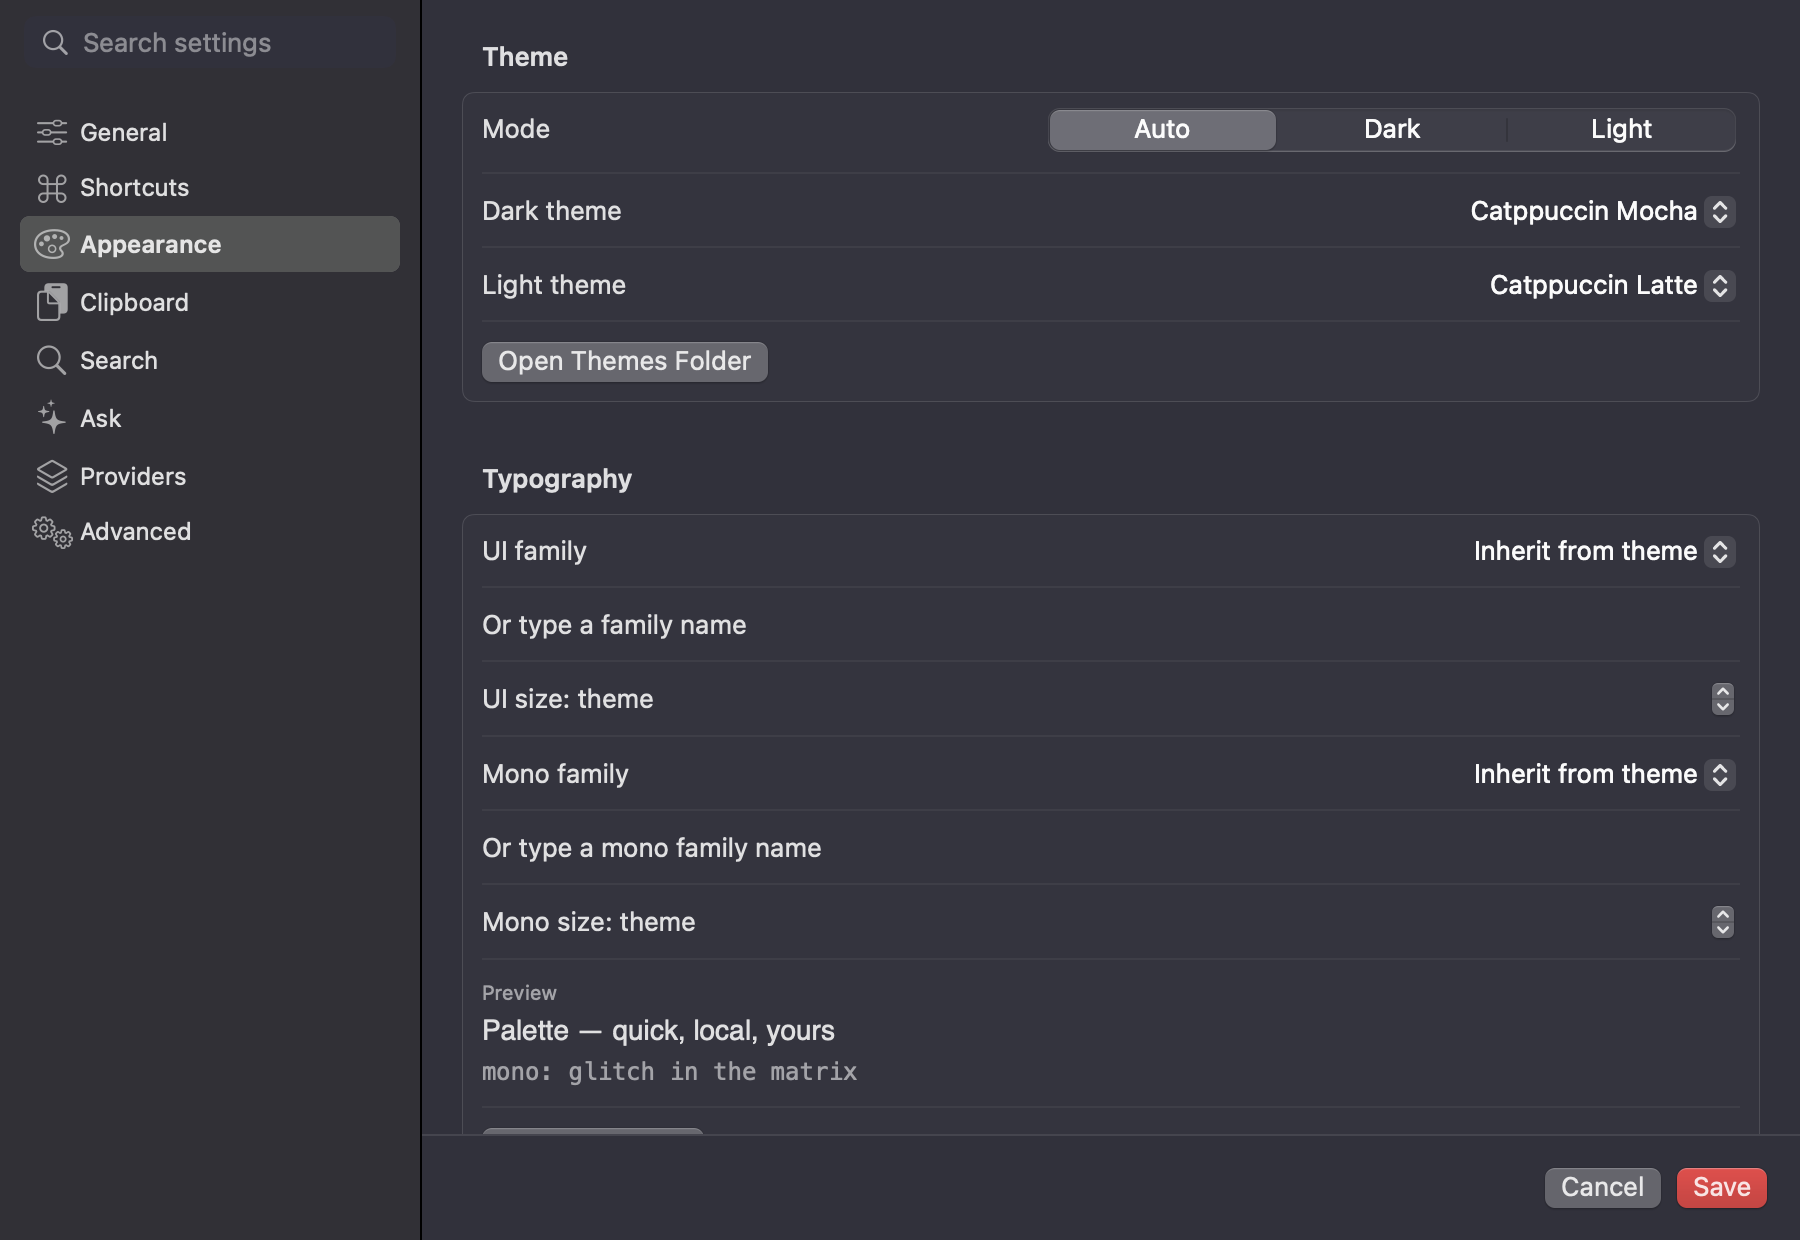 Search settings
General
Shortcuts
Appearance
Clipboard
Search
Ask
Providers
Advanced
Theme
Mode
Auto
Dark
Light
Dark theme
Catppuccin Mocha
Light theme
Catppuccin Latte
Open Themes Folder
Typography
UI family
Inherit from theme
Or type a family name
UI size: theme
Mono family
Inherit from theme
Or type a mono family name
Mono size: theme
Preview
Palette — quick, local, yours
mono: glitch in the matrix
Cancel
Save